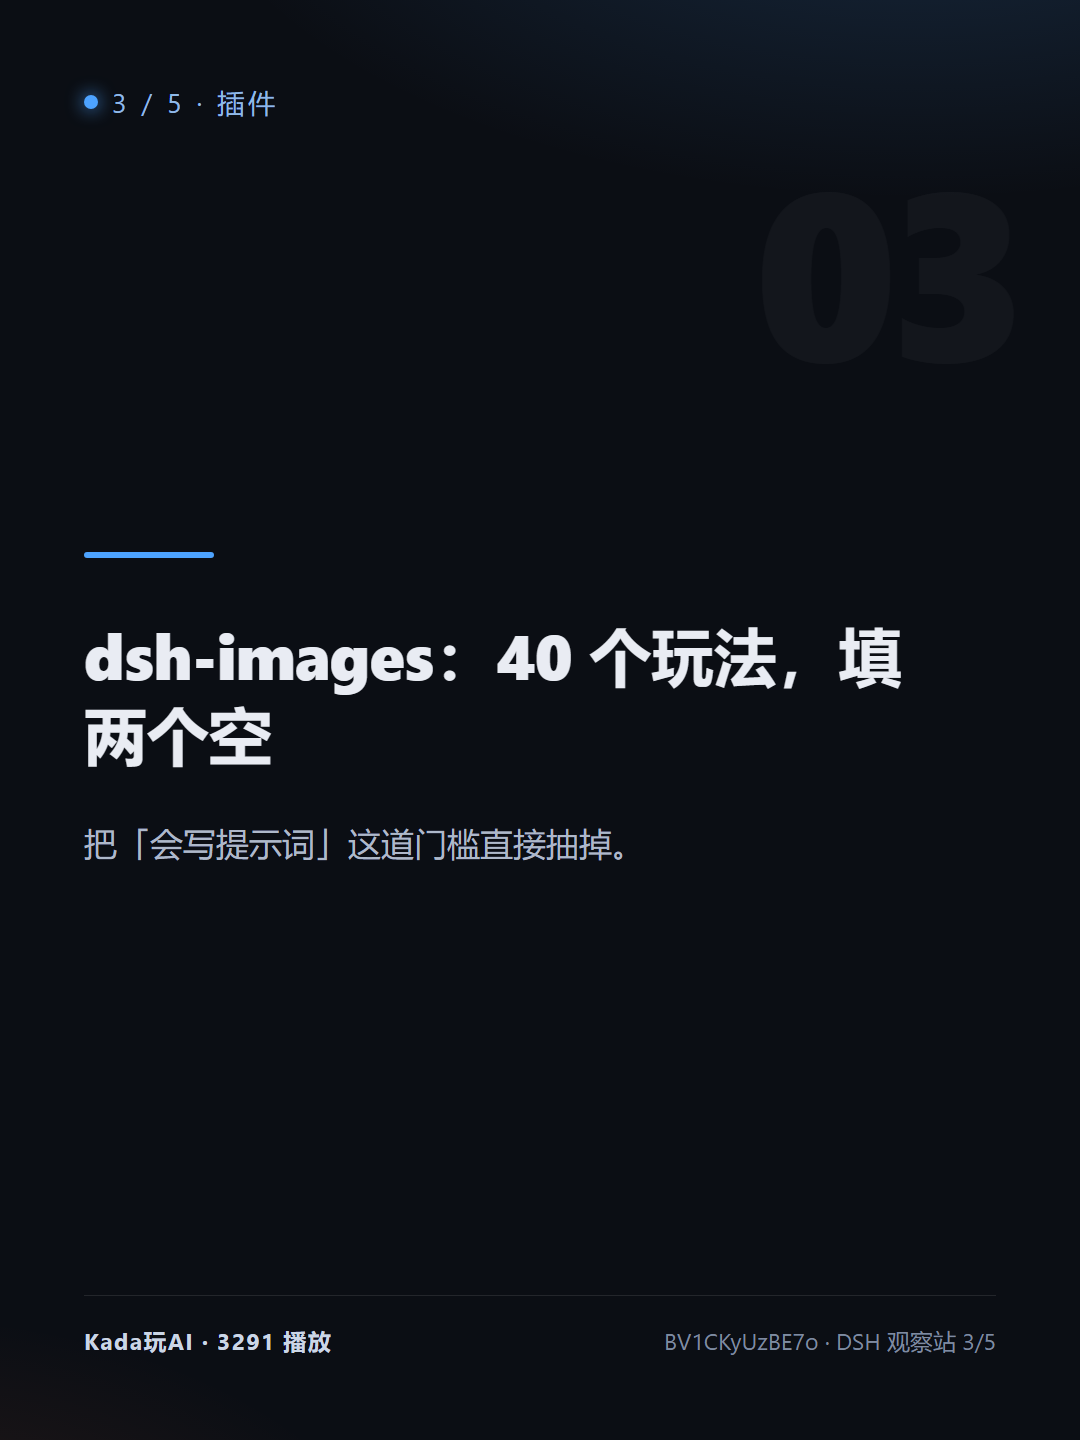 3 / 5 · 插件
03
dsh-images：40 个玩法，填
两个空
把「会写提示词」这道门槛直接抽掉。
Kada玩AI · 3291 播放
BV1CKyUzBE7o · DSH 观察站 3/5